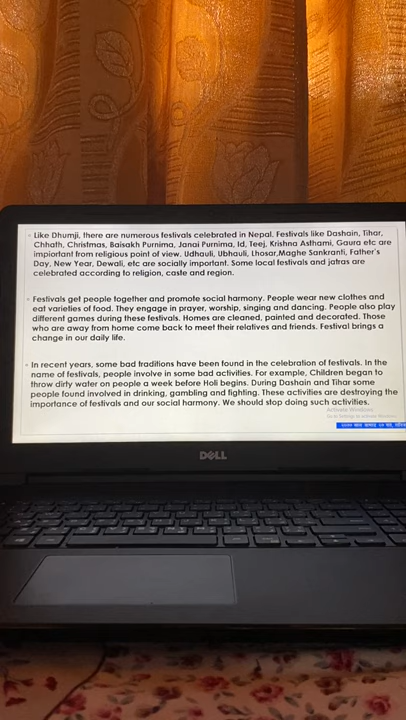 Like Dhumji, there are numerous festivals celebrated in Nepal. Festivals like Dashain, Tihar,
Chhath, Christmas, Baisakh Purnima, Janai Purnima, Id, Teej, Krishna Asthami, Gaura etc are
impiortant from religious point of view. Udhauli, Ubhauli, Lhosar,Maghe Sankranti, Father's
Day, New Year, Dewali, etc are socially important. Some local festivals and jatras are
celebrated according to religion, caste and region.
Festivals get people together and promote social harmony. People wear new clothes and
eat varieties of food. They engage in prayer, worship, singing and dancing. People also play
different games during these festivals. Homes are cleaned, painted and decorated. Those
who are away from home come back to meet their relatives and friends. Festival brings a
change in our daily life.
In recent years, some bad traditions have been found in the celebration of festivals. In the
name of festivals, people involve in some bad activities. For example, Children began to
throw dirty water on people a week before Holi begins. During Dashain and Tihar some
people found involved in drinking, gambling and fighting. These activities are destroying the
importance of festivals and our social harmony. We should stop doing such activities.
Activate Windows
Go to Settings to activate Windows.
DELL